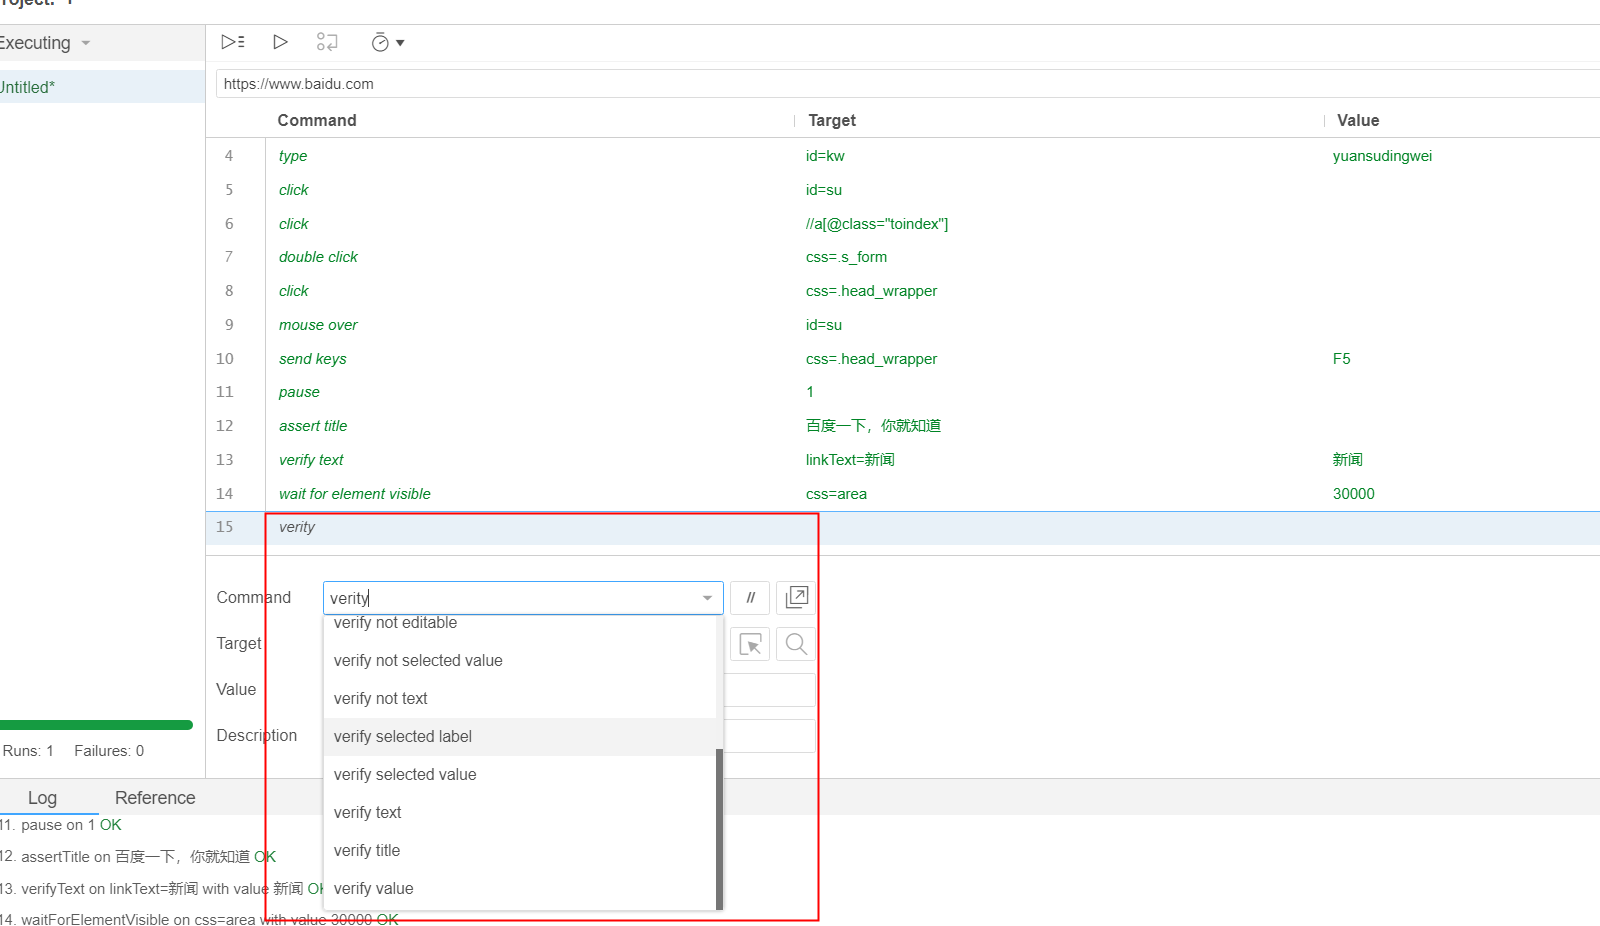 Executing
Untitled*
https://www.baidu.com
Command Target Value
4 type id=kw yuansudingwei
5 click id=su
6 click //a[@class="toindex"]
7 double click css=.s_form
8 click css=.head_wrapper
9 mouse over id=su
10 send keys css=.head_wrapper F5
11 pause 1
12 assert title 百度一下，你就知道
13 verify text linkText=新闻 新闻
14 wait for element visible css=area 30000
15 verity
Command verity //
verify not editable
Target
verify not selected value
Value
verify not text
Description
verify selected label
verify selected value
verify text
verify title
verify value
Runs: 1 Failures: 0
Log Reference
11. pause on 1 OK
12. assertTitle on 百度一下，你就知道 OK
13. verifyText on linkText=新闻 with value 新闻 OK
14. waitForElementVisible on css=area with value 30000 OK